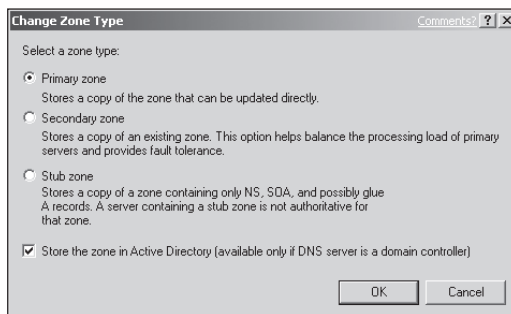 Change Zone Type Comments? ? X
Select a zone type:
Primary zone
Stores a copy of the zone that can be updated directly.
Secondary zone
Stores a copy of an existing zone. This option helps balance the processing load of primary
servers and provides fault tolerance.
Stub zone
Stores a copy of a zone containing only NS, SOA, and possibly glue
A records. A server containing a stub zone is not authoritative for
that zone.
Store the zone in Active Directory (available only if DNS server is a domain controller)
OK Cancel